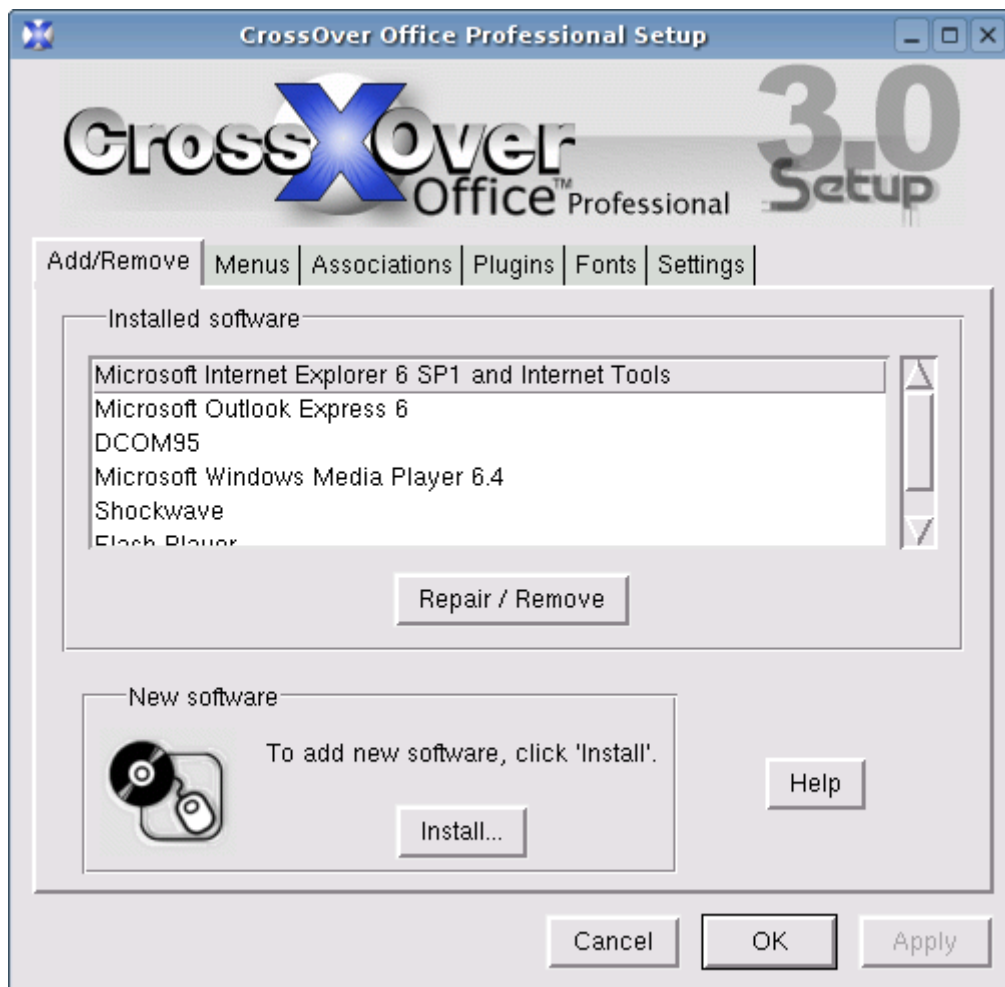 CrossOver Office Professional Setup
CrossOver
Office™ Professional
3.0
Setup
Add/Remove Menus Associations Plugins Fonts Settings
Installed software
Microsoft Internet Explorer 6 SP1 and Internet Tools
Microsoft Outlook Express 6
DCOM95
Microsoft Windows Media Player 6.4
Shockwave
Flash Player
Repair / Remove
New software
To add new software, click 'Install'.
Install...
Help
Cancel OK Apply